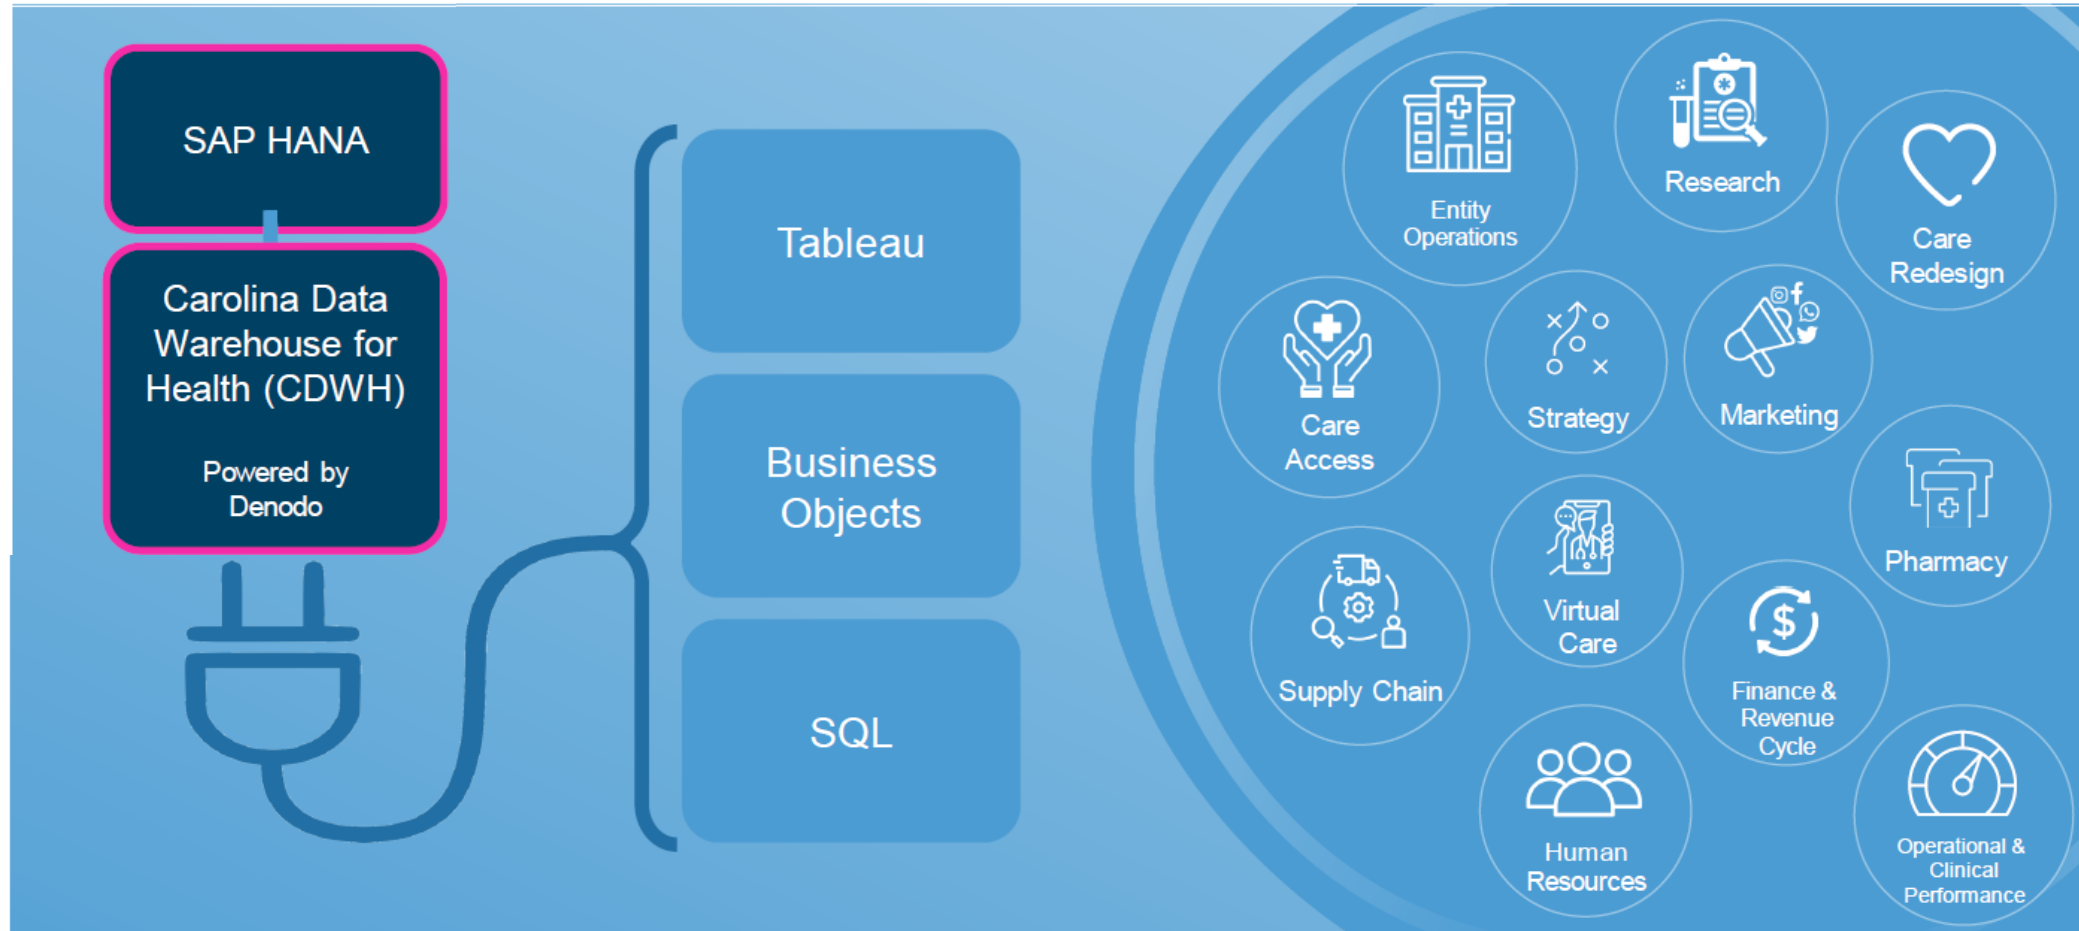 SAP HANA
Carolina Data
Warehouse for
Health (CDWH)
Powered by
Denodo
Tableau
Business
Objects
SQL
Entity
Operations
Research
Care
Redesign
Care
Access
Strategy
Marketing
Pharmacy
Supply Chain
Virtual
Care
Finance &
Revenue
Cycle
Human
Resources
Operational &
Clinical
Performance